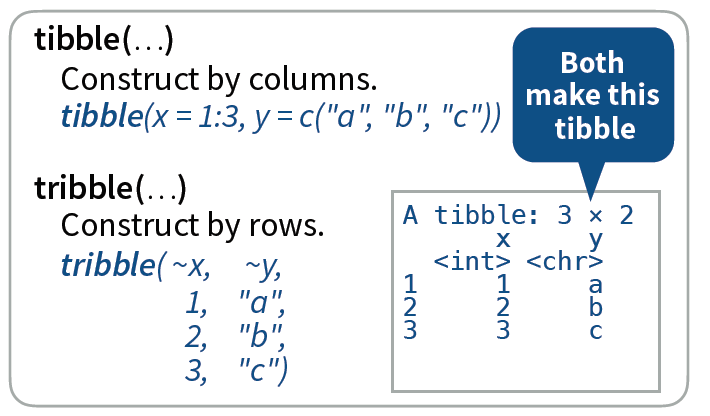 tibble(…)
Construct by columns.
tibble(x = 1:3, y = c("a", "b", "c"))
Both
make this
tibble
tribble(…)
Construct by rows.
tribble( ~x, ~y,
1, "a",
2, "b",
3, "c")
A tibble: 3 × 2
x y
<int> <chr>
1 1 a
2 2 b
3 3 c